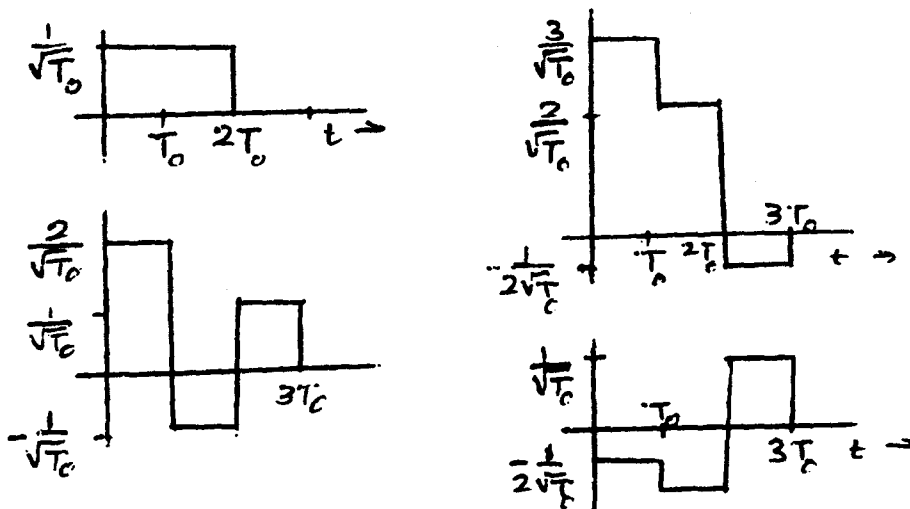 1/√T₀
T₀ 2T₀ t →
2/√T₀
1/√T₀
-1/√T₀
3T₀
3/√T₀
2/√T₀
-1/2√T₀
T₀ 2T₀ 3T₀ t →
1/√T₀
T₀ 3T₀ t →
-1/2√T₀